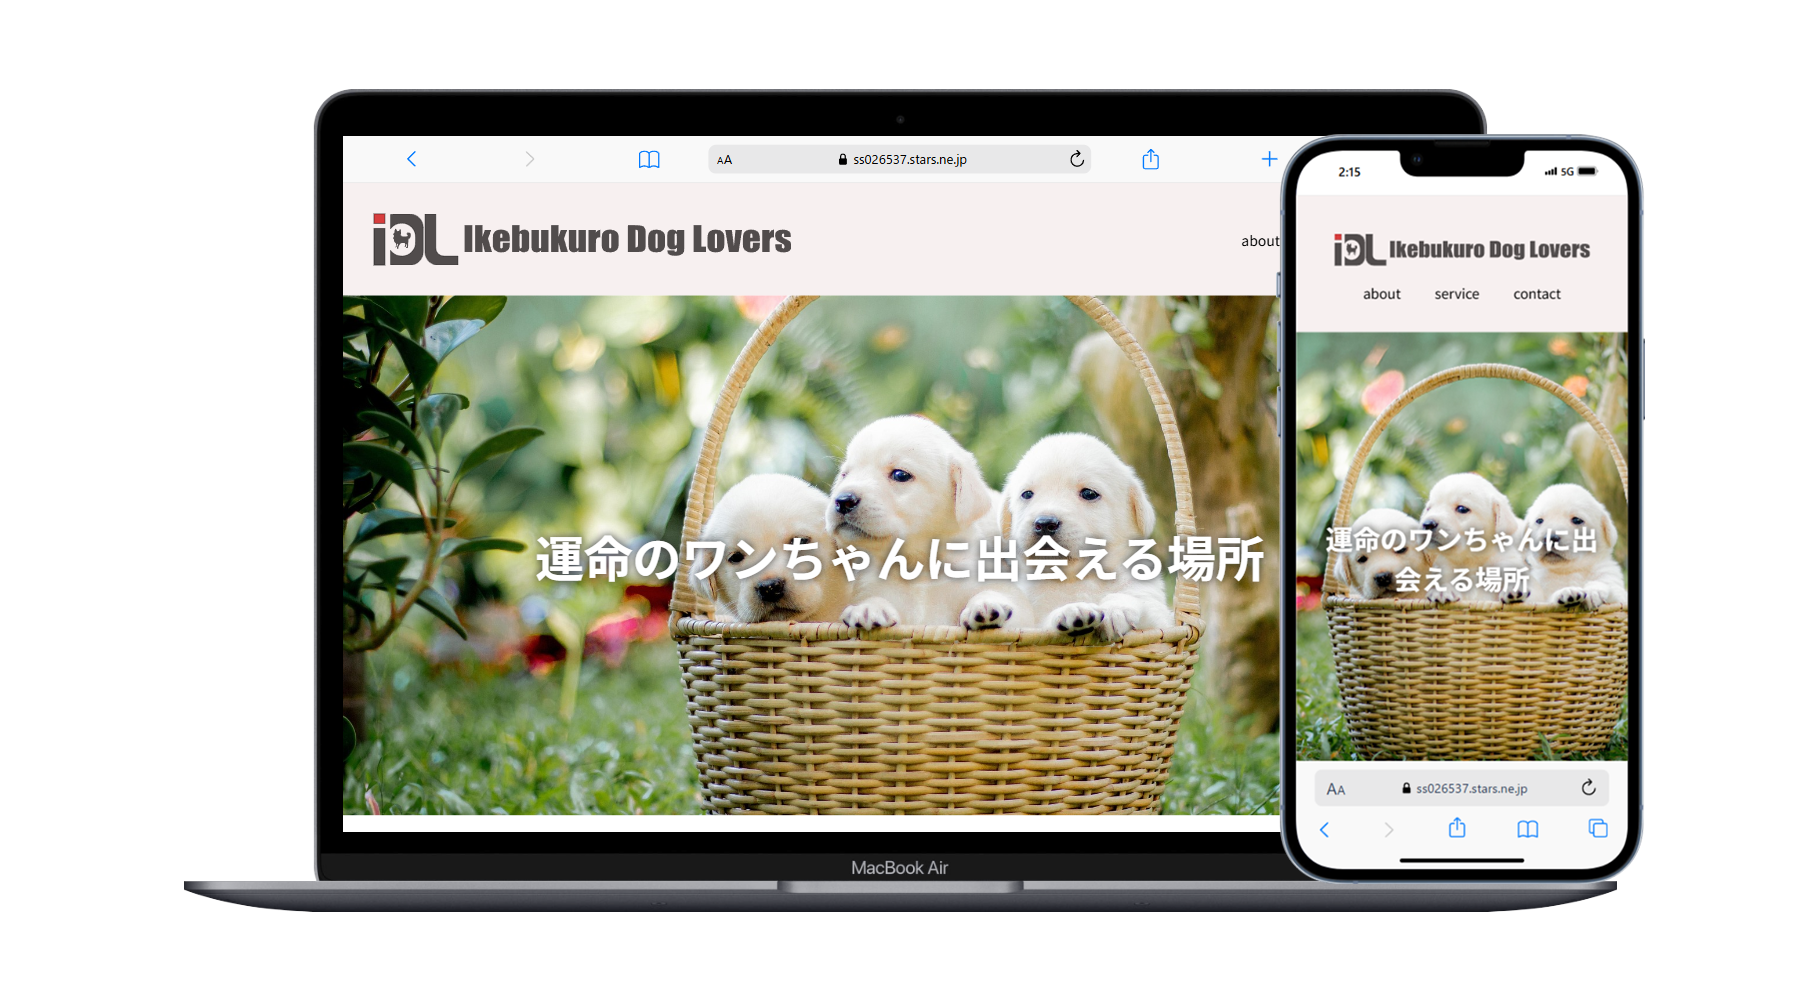 ss026537.stars.ne.jp
iDL Ikebukuro Dog Lovers
about
運命のワンちゃんに出会える場所
MacBook Air
2:15
5G
iDL Ikebukuro Dog Lovers
about service contact
運命のワンちゃんに出
会える場所
AA
ss026537.stars.ne.jp